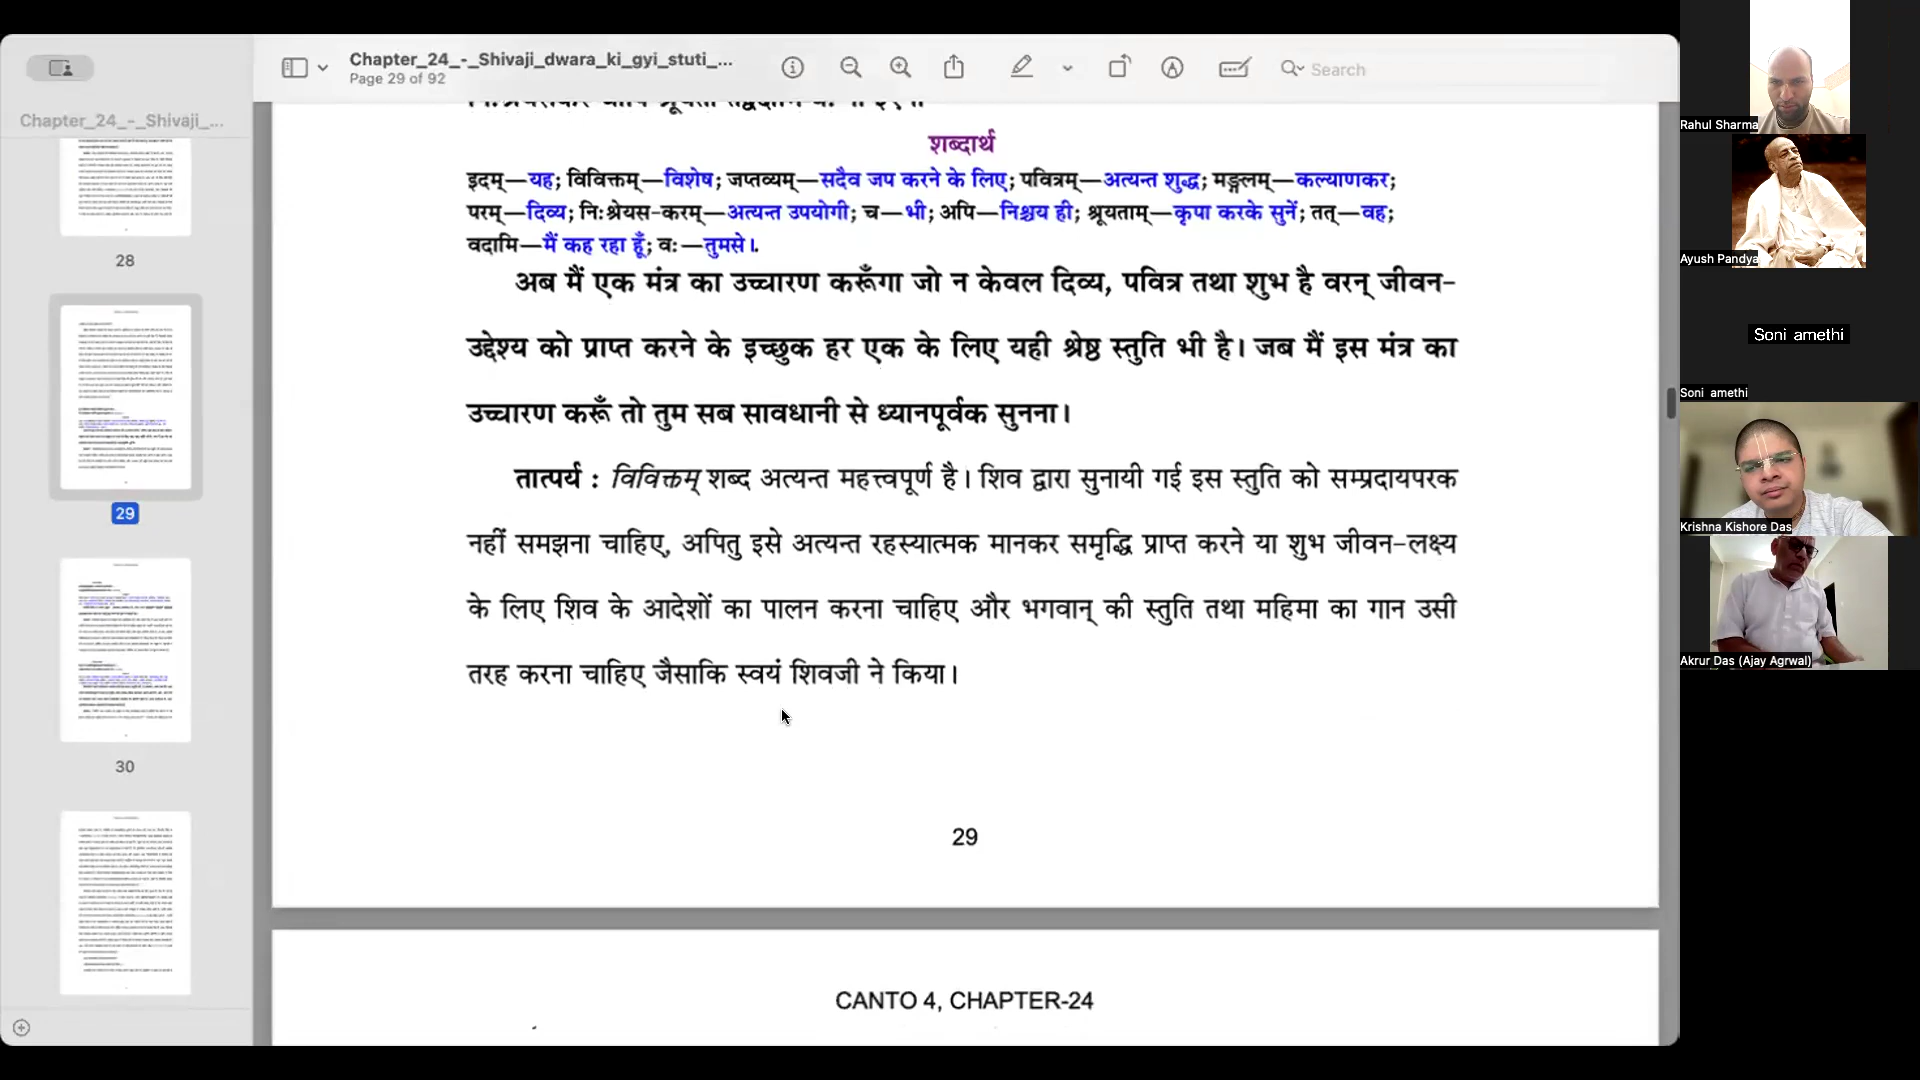 Chapter_24_-_Shivaji_dwara_ki_gyi_stuti_...
Page 29 of 92
Search
Chapter_24_-_Shivaji_...
28
29
30
शब्दार्थ
इदम्—यह; विविक्तम्—विशेष; जप्तव्यम्—सदैव जप करने के लिए; पवित्रम्—अत्यन्त शुद्ध; मङ्गलम्—कल्याणकर;
परम्—दिव्य; निःश्रेयस-करम्—अत्यन्त उपयोगी; च—भी; अपि—निश्चय ही; श्रूयताम्—कृपा करके सुनें; तत्—वह;
वदामि—मैं कह रहा हूँ; वः—तुमसे।.
अब मैं एक मंत्र का उच्चारण करूँगा जो न केवल दिव्य, पवित्र तथा शुभ है वरन् जीवन-
उद्देश्य को प्राप्त करने के इच्छुक हर एक के लिए यही श्रेष्ठ स्तुति भी है। जब मैं इस मंत्र का
उच्चारण करूँ तो तुम सब सावधानी से ध्यानपूर्वक सुनना।
तात्पर्य : विविक्तम् शब्द अत्यन्त महत्त्वपूर्ण है। शिव द्वारा सुनायी गई इस स्तुति को सम्प्रदायपरक
नहीं समझना चाहिए, अपितु इसे अत्यन्त रहस्यात्मक मानकर समृद्धि प्राप्त करने या शुभ जीवन-लक्ष्य
के लिए शिव के आदेशों का पालन करना चाहिए और भगवान् की स्तुति तथा महिमा का गान उसी
तरह करना चाहिए जैसाकि स्वयं शिवजी ने किया।
29
CANTO 4, CHAPTER-24
Rahul Sharma
Ayush Pandya
Soni amethi
Soni amethi
Krishna Kishore Das
Akrur Das (Ajay Agrwal)